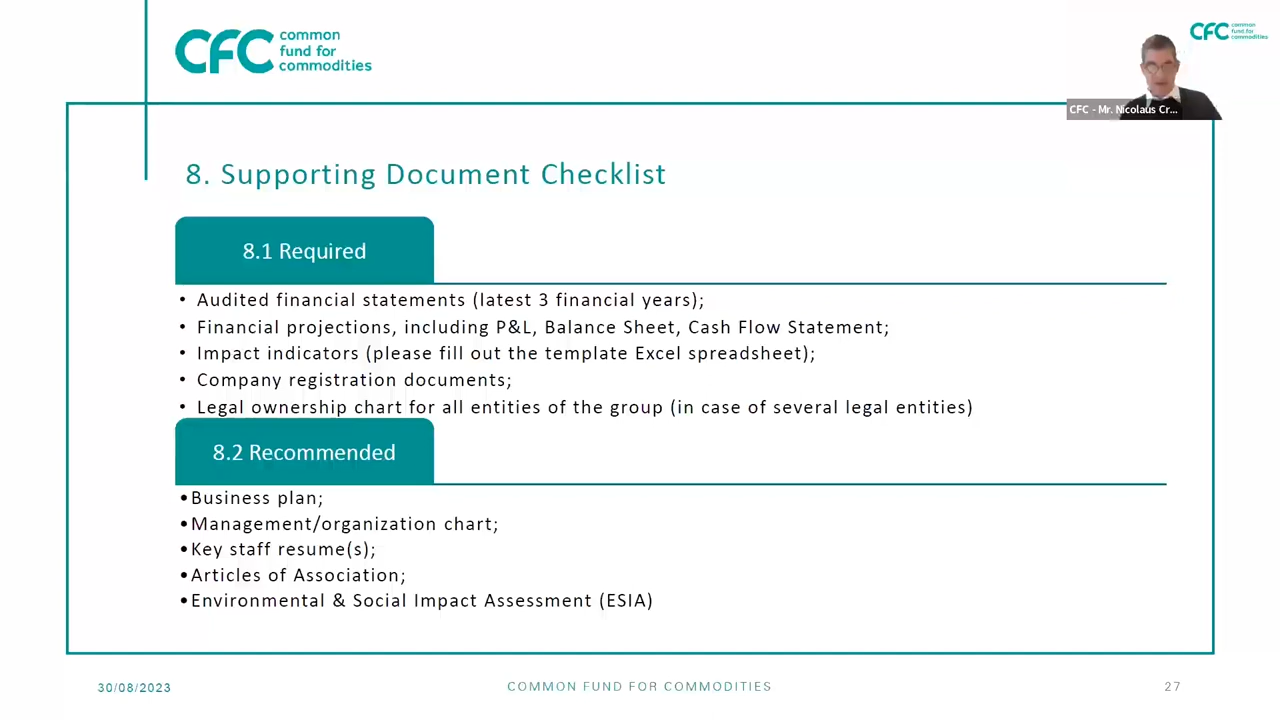 CFC common
fund for
commodities
CFC common
fund for
commodities
CFC - Mr. Nicolaus Cr...
8. Supporting Document Checklist
8.1 Required
• Audited financial statements (latest 3 financial years);
• Financial projections, including P&L, Balance Sheet, Cash Flow Statement;
• Impact indicators (please fill out the template Excel spreadsheet);
• Company registration documents;
• Legal ownership chart for all entities of the group (in case of several legal entities)
8.2 Recommended
•Business plan;
•Management/organization chart;
•Key staff resume(s);
•Articles of Association;
•Environmental & Social Impact Assessment (ESIA)
30/08/2023
COMMON FUND FOR COMMODITIES
27